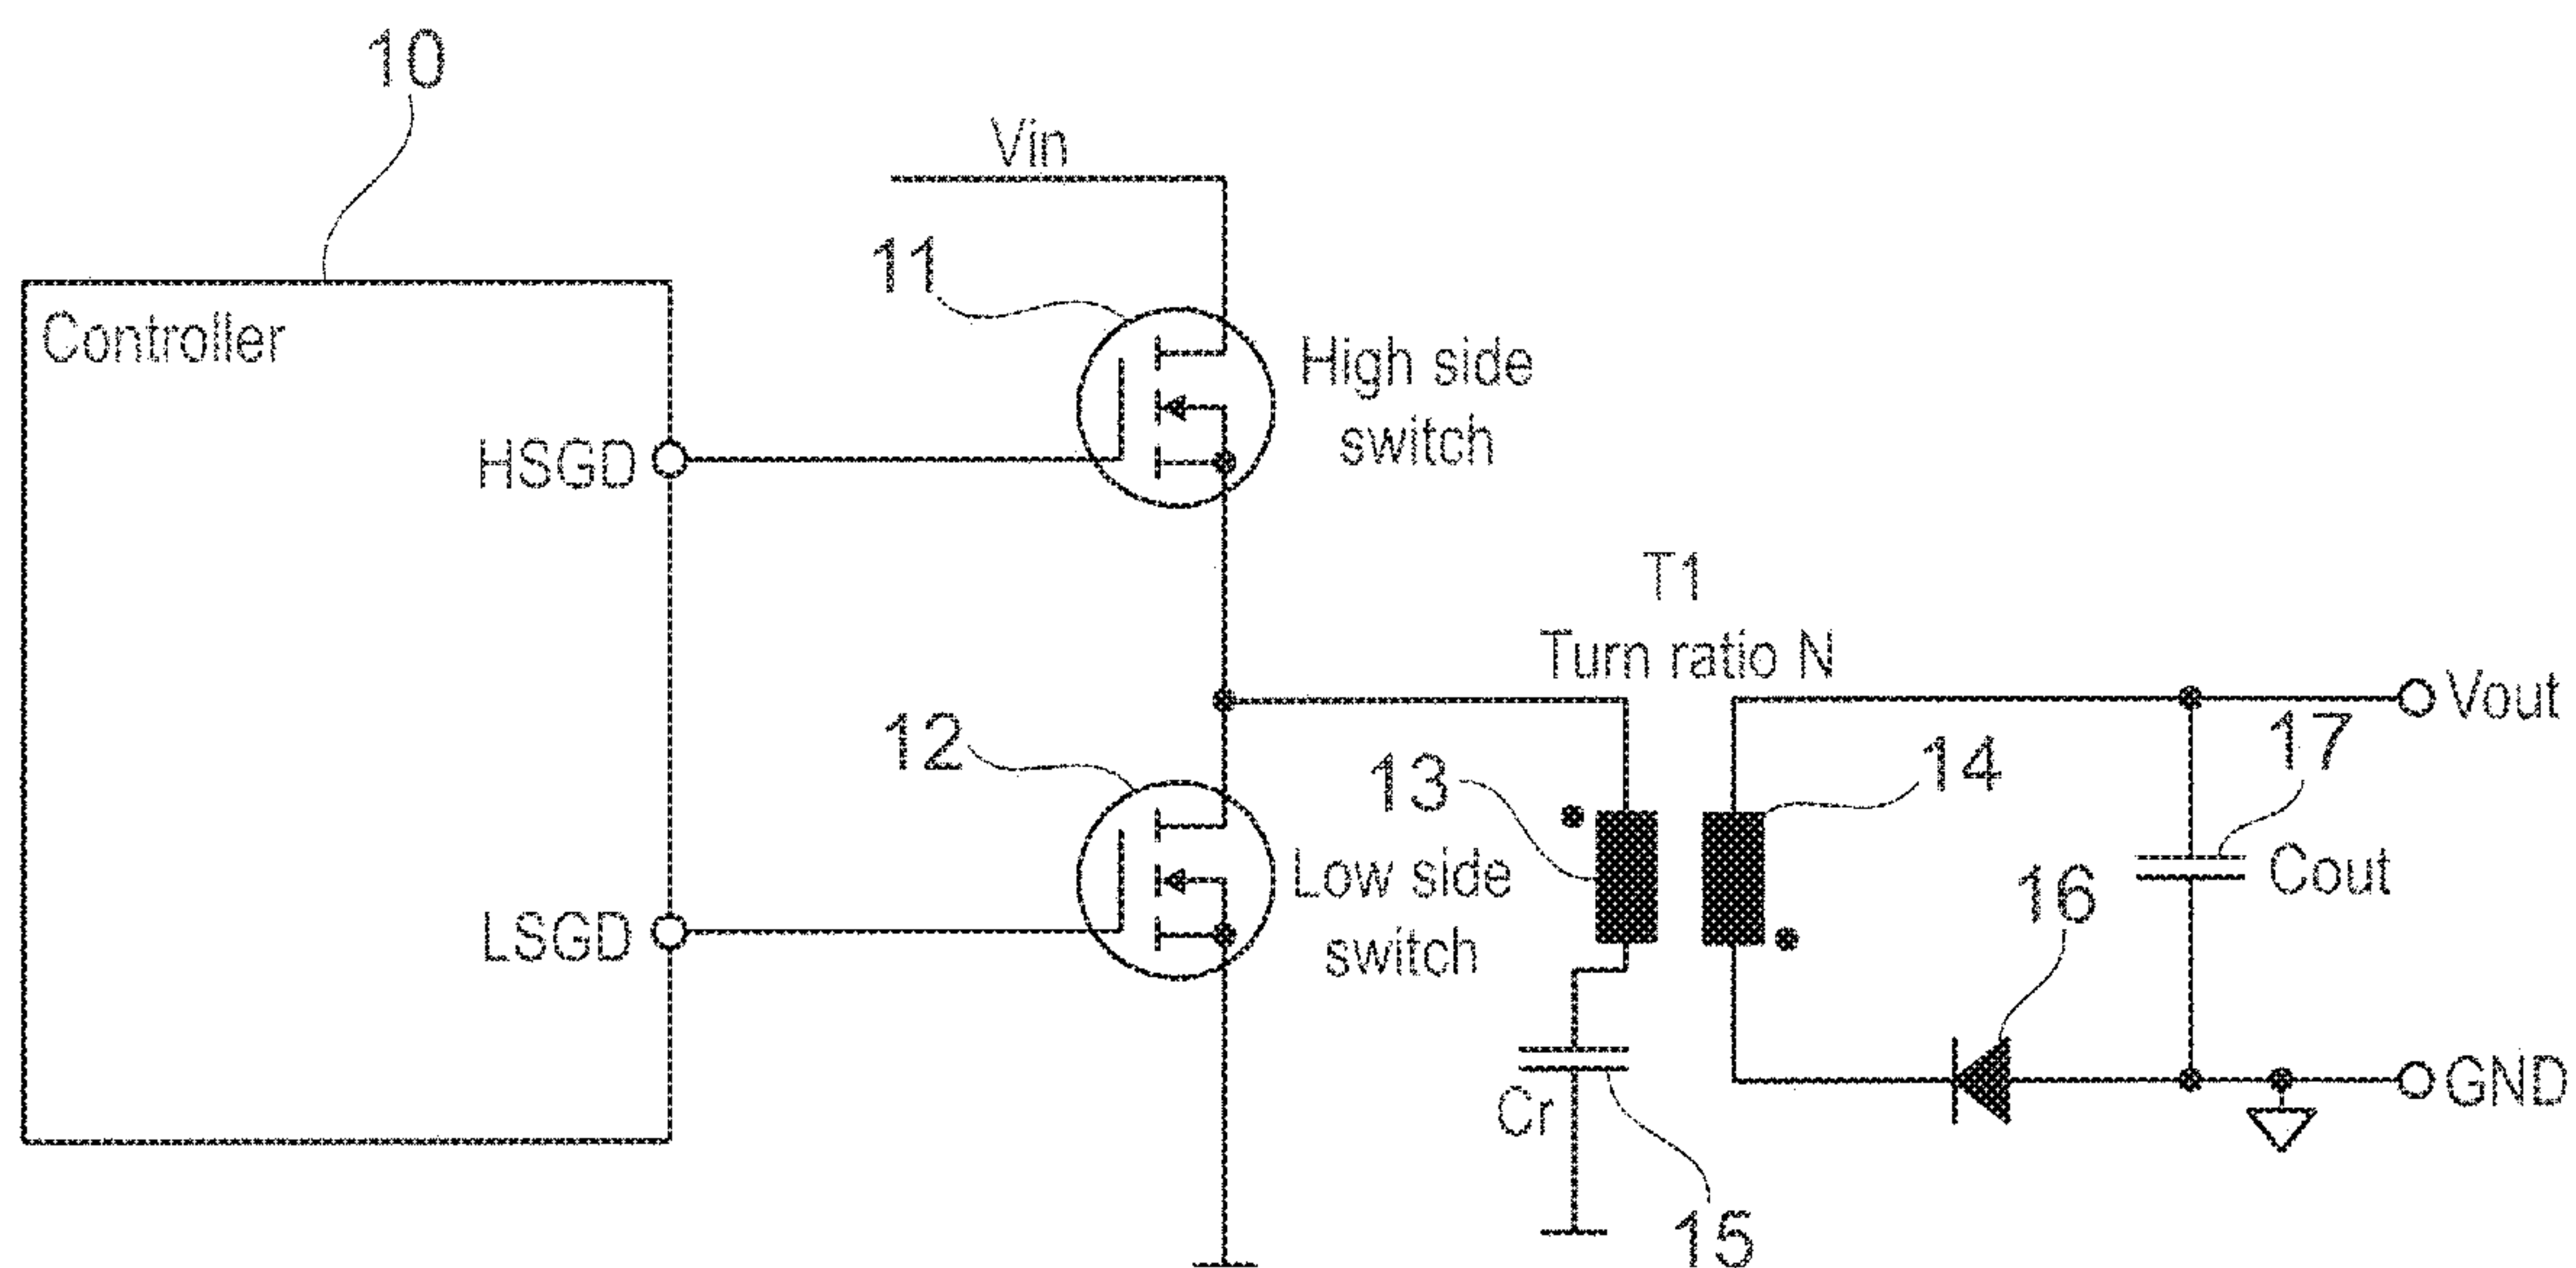 10
Vin
11
Controller
High side
switch
HSGD
T1
Turn ratio N
Vout
12
13
14
17
Low side
switch
Cout
16
LSGD
Cr
GND
15